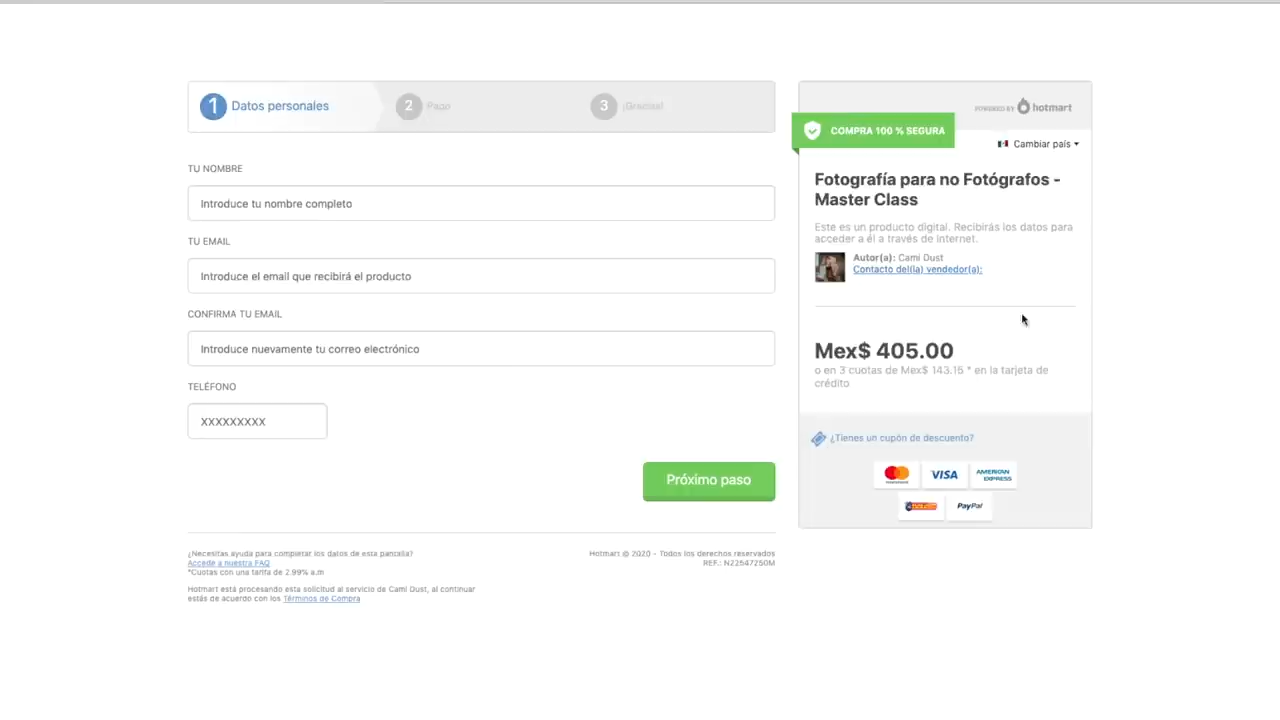 1 Datos personales
2 Pago
3 ¡Gracias!
TU NOMBRE
Introduce tu nombre completo
TU EMAIL
Introduce el email que recibirá el producto
CONFIRMA TU EMAIL
Introduce nuevamente tu correo electrónico
TELÉFONO
XXXXXXXXX
Próximo paso
¿Necesitas ayuda para completar los datos de esta pantalla?
Accede a nuestra FAQ
*Cuotas con una tarifa de 2.99% a.m
Hotmart está procesando esta solicitud al servicio de Cami Dust, al continuar
estás de acuerdo con los Términos de Compra
Hotmart © 2020 - Todos los derechos reservados
REF.: N22547250M
POWERED BY hotmart
COMPRA 100 % SEGURA
Cambiar país
Fotografía para no Fotógrafos -
Master Class
Este es un producto digital. Recibirás los datos para
acceder a él a través de internet.
Autor(a): Cami Dust
Contacto del(la) vendedor(a):
Mex$ 405.00
o en 3 cuotas de Mex$ 143.15 * en la tarjeta de
crédito
¿Tienes un cupón de descuento?
VISA
AMERICAN
EXPRESS
PayPal